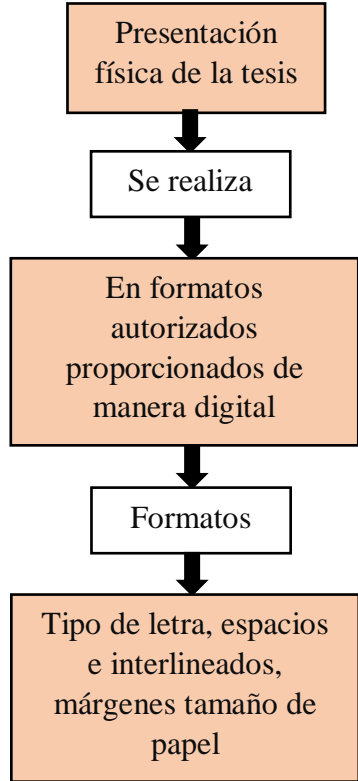 Presentación
física de la tesis
Se realiza
En formatos
autorizados
proporcionados de
manera digital
Formatos
Tipo de letra, espacios
e interlineados,
márgenes tamaño de
papel